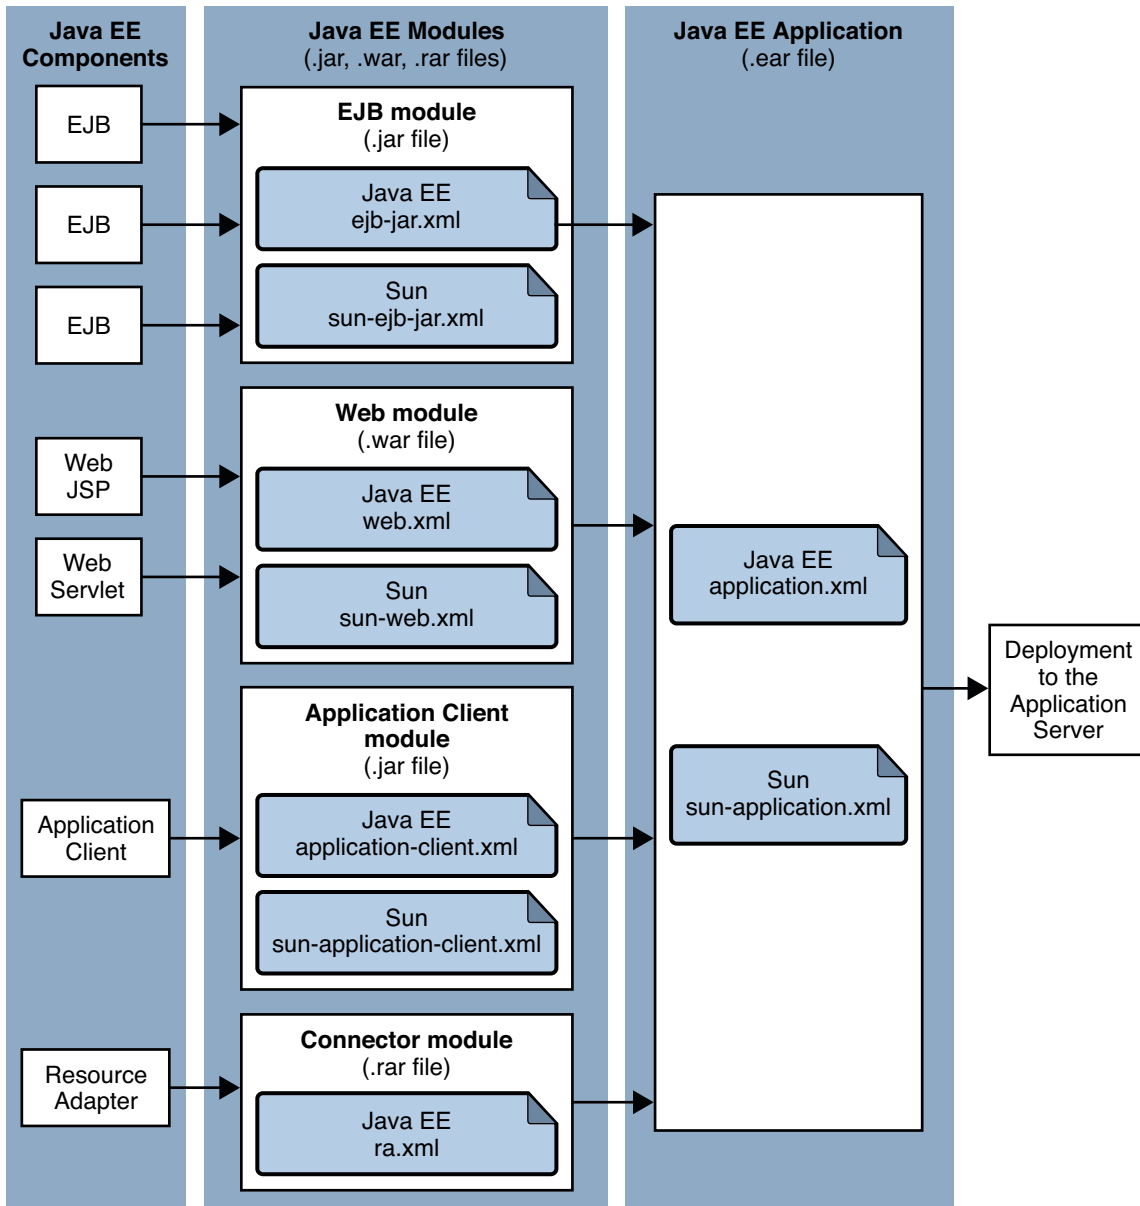 Java EE
Components
EJB
EJB
EJB
Web
JSP
Web
Servlet
Application
Client
Resource
Adapter
Java EE Modules
(.jar, .war, .rar files)
EJB module
(.jar file)
Java EE
ejb-jar.xml
Sun
sun-ejb-jar.xml
Web module
(.war file)
Java EE
web.xml
Sun
sun-web.xml
Application Client
module
(.jar file)
Java EE
application-client.xml
Sun
sun-application-client.xml
Connector module
(.rar file)
Java EE
ra.xml
Java EE Application
(.ear file)
Java EE
application.xml
Sun
sun-application.xml
Deployment
to the
Application
Server